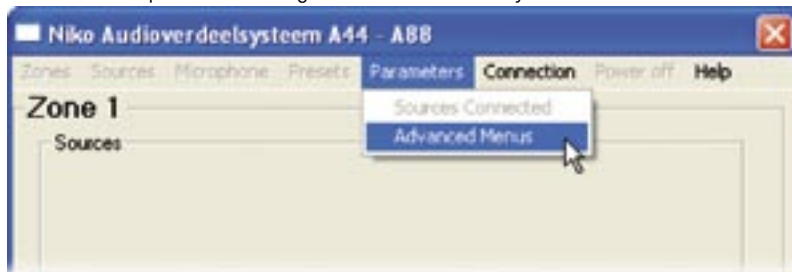 Niko Audioverdeelsysteem A44 - A88
Zones Sources Microphone Presets Parameters Connection Power off Help
Sources Connected
Advanced Menus
Zone 1
Sources